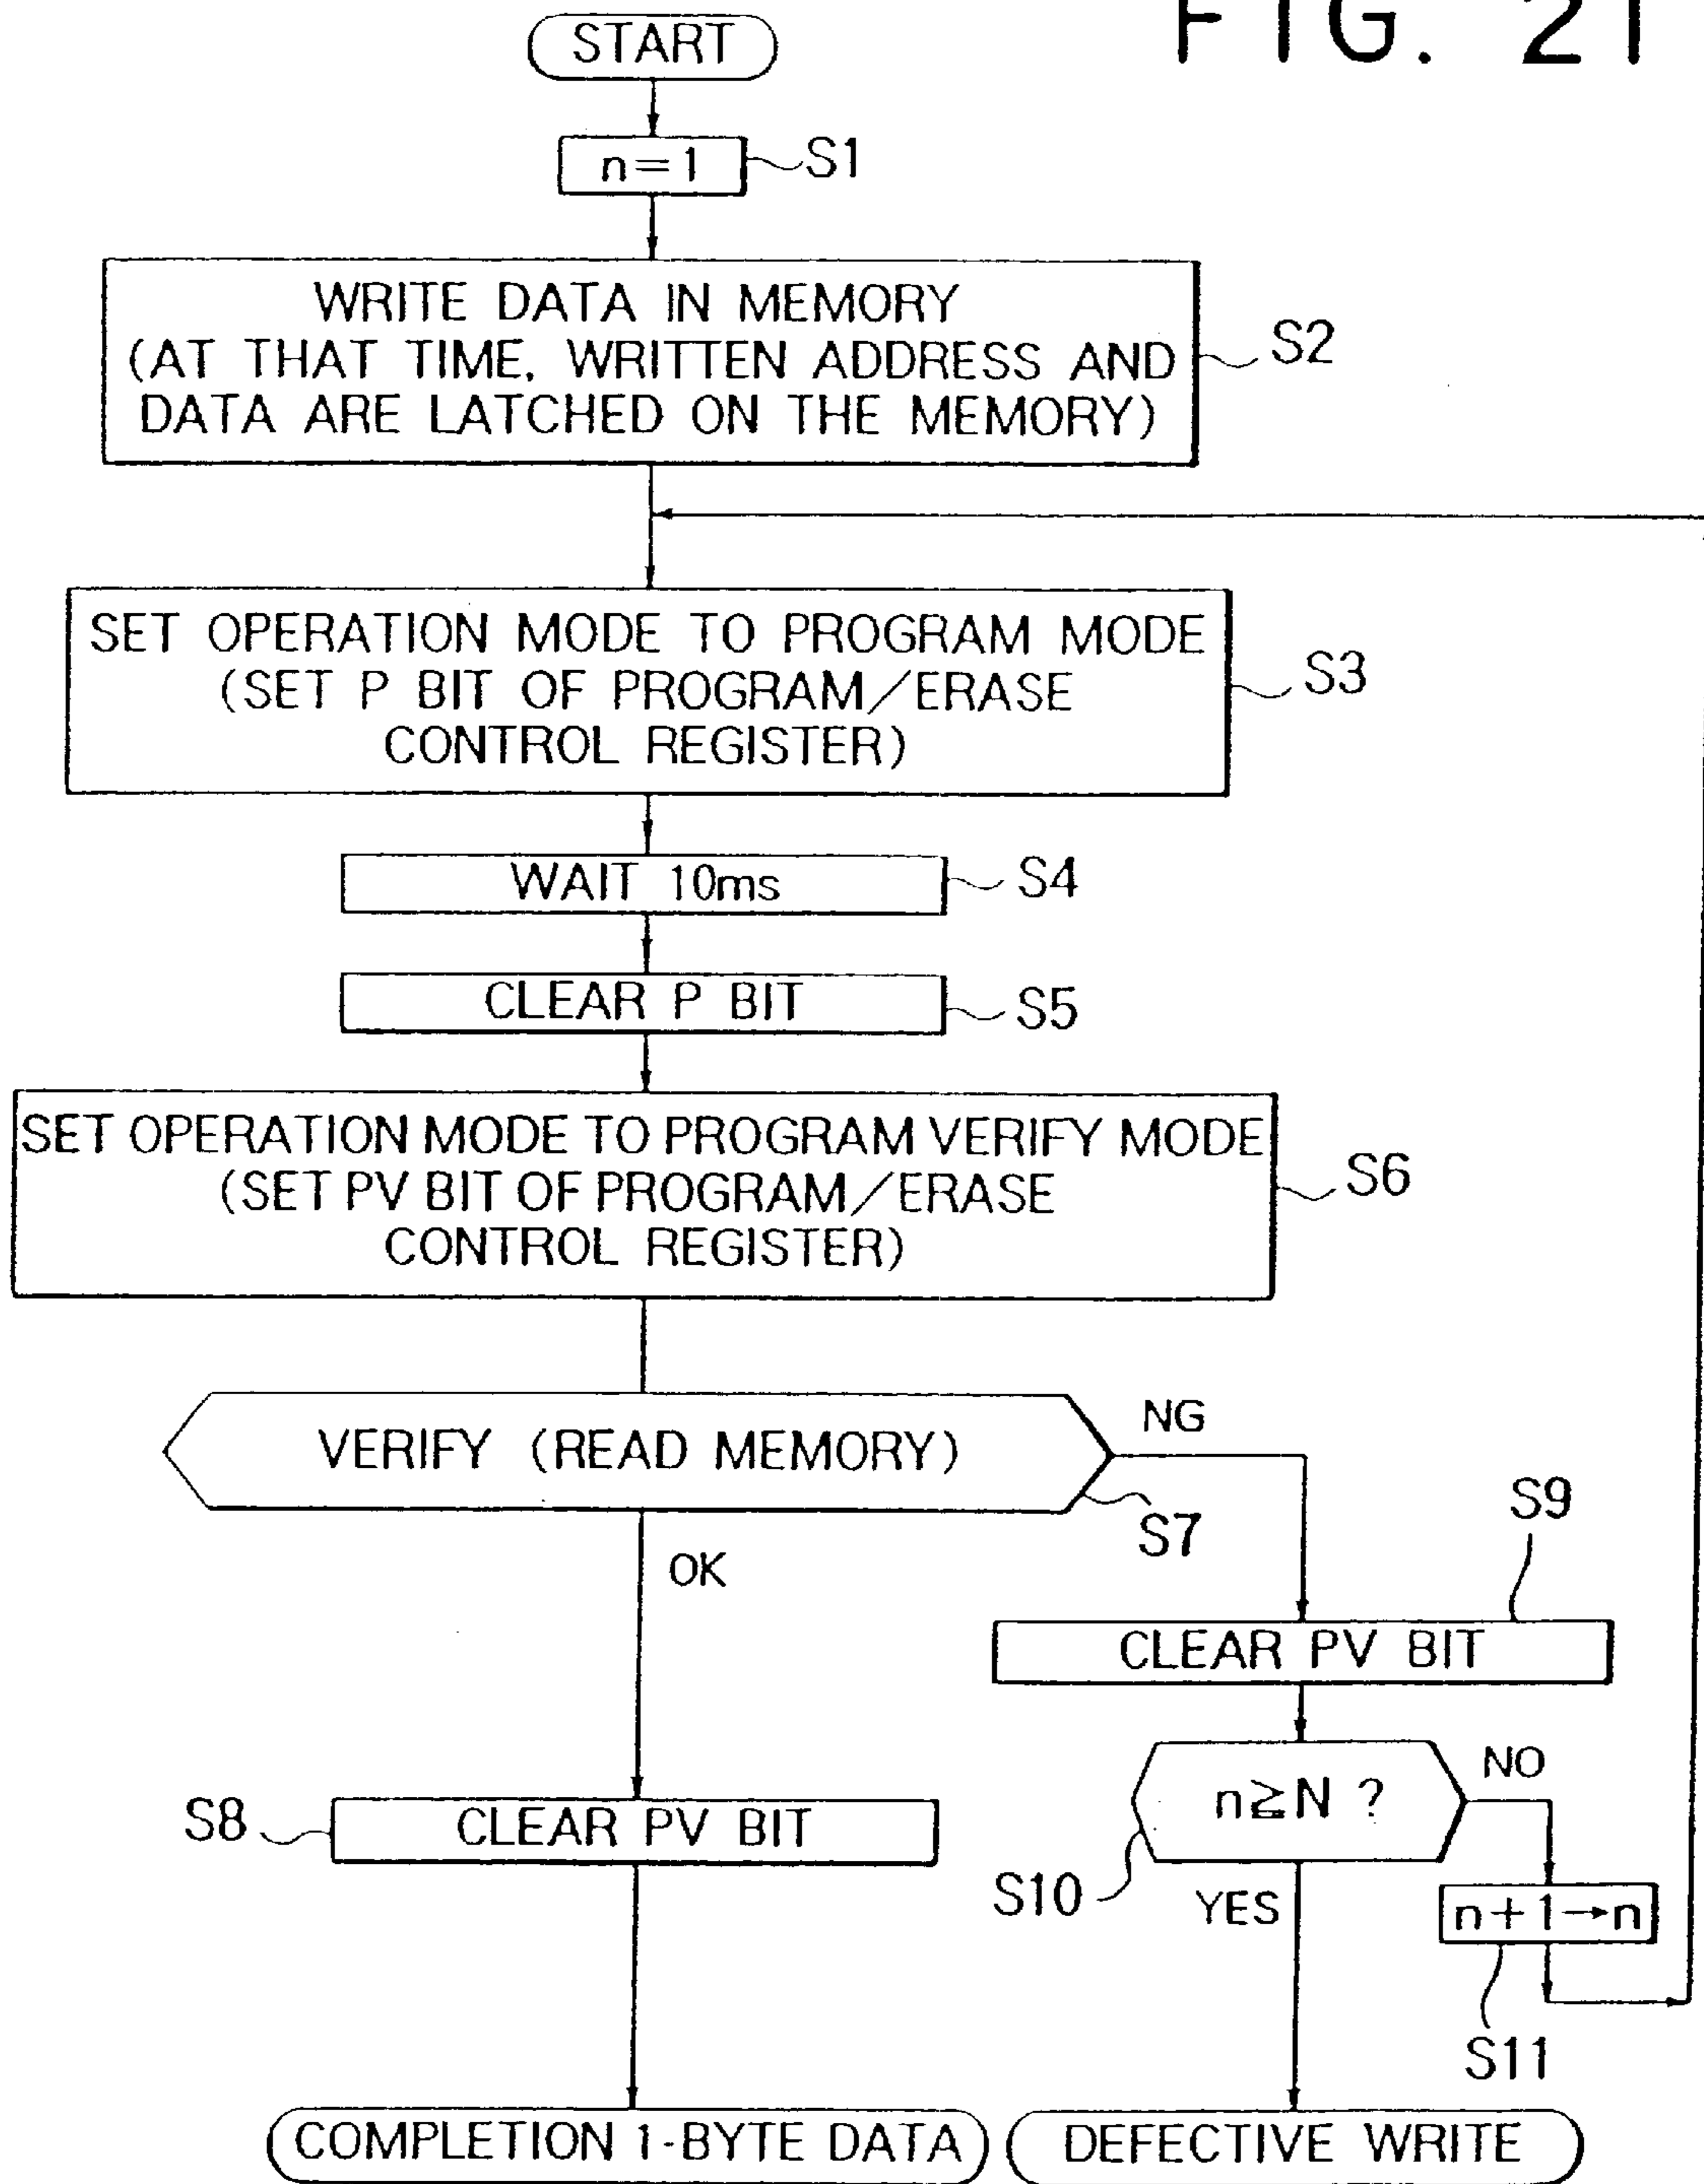 FIG. 21
START
n=1
S1
WRITE DATA IN MEMORY
(AT THAT TIME, WRITTEN ADDRESS AND
DATA ARE LATCHED ON THE MEMORY)
S2
SET OPERATION MODE TO PROGRAM MODE
(SET P BIT OF PROGRAM/ERASE
CONTROL REGISTER)
S3
WAIT 10ms
S4
CLEAR P BIT
S5
SET OPERATION MODE TO PROGRAM VERIFY MODE
(SET PV BIT OF PROGRAM/ERASE
CONTROL REGISTER)
S6
VERIFY (READ MEMORY)
NG
S7
OK
S9
CLEAR PV BIT
n≧N ?
NO
S10
YES
S8
CLEAR PV BIT
n+1→n
S11
COMPLETION 1-BYTE DATA
DEFECTIVE WRITE